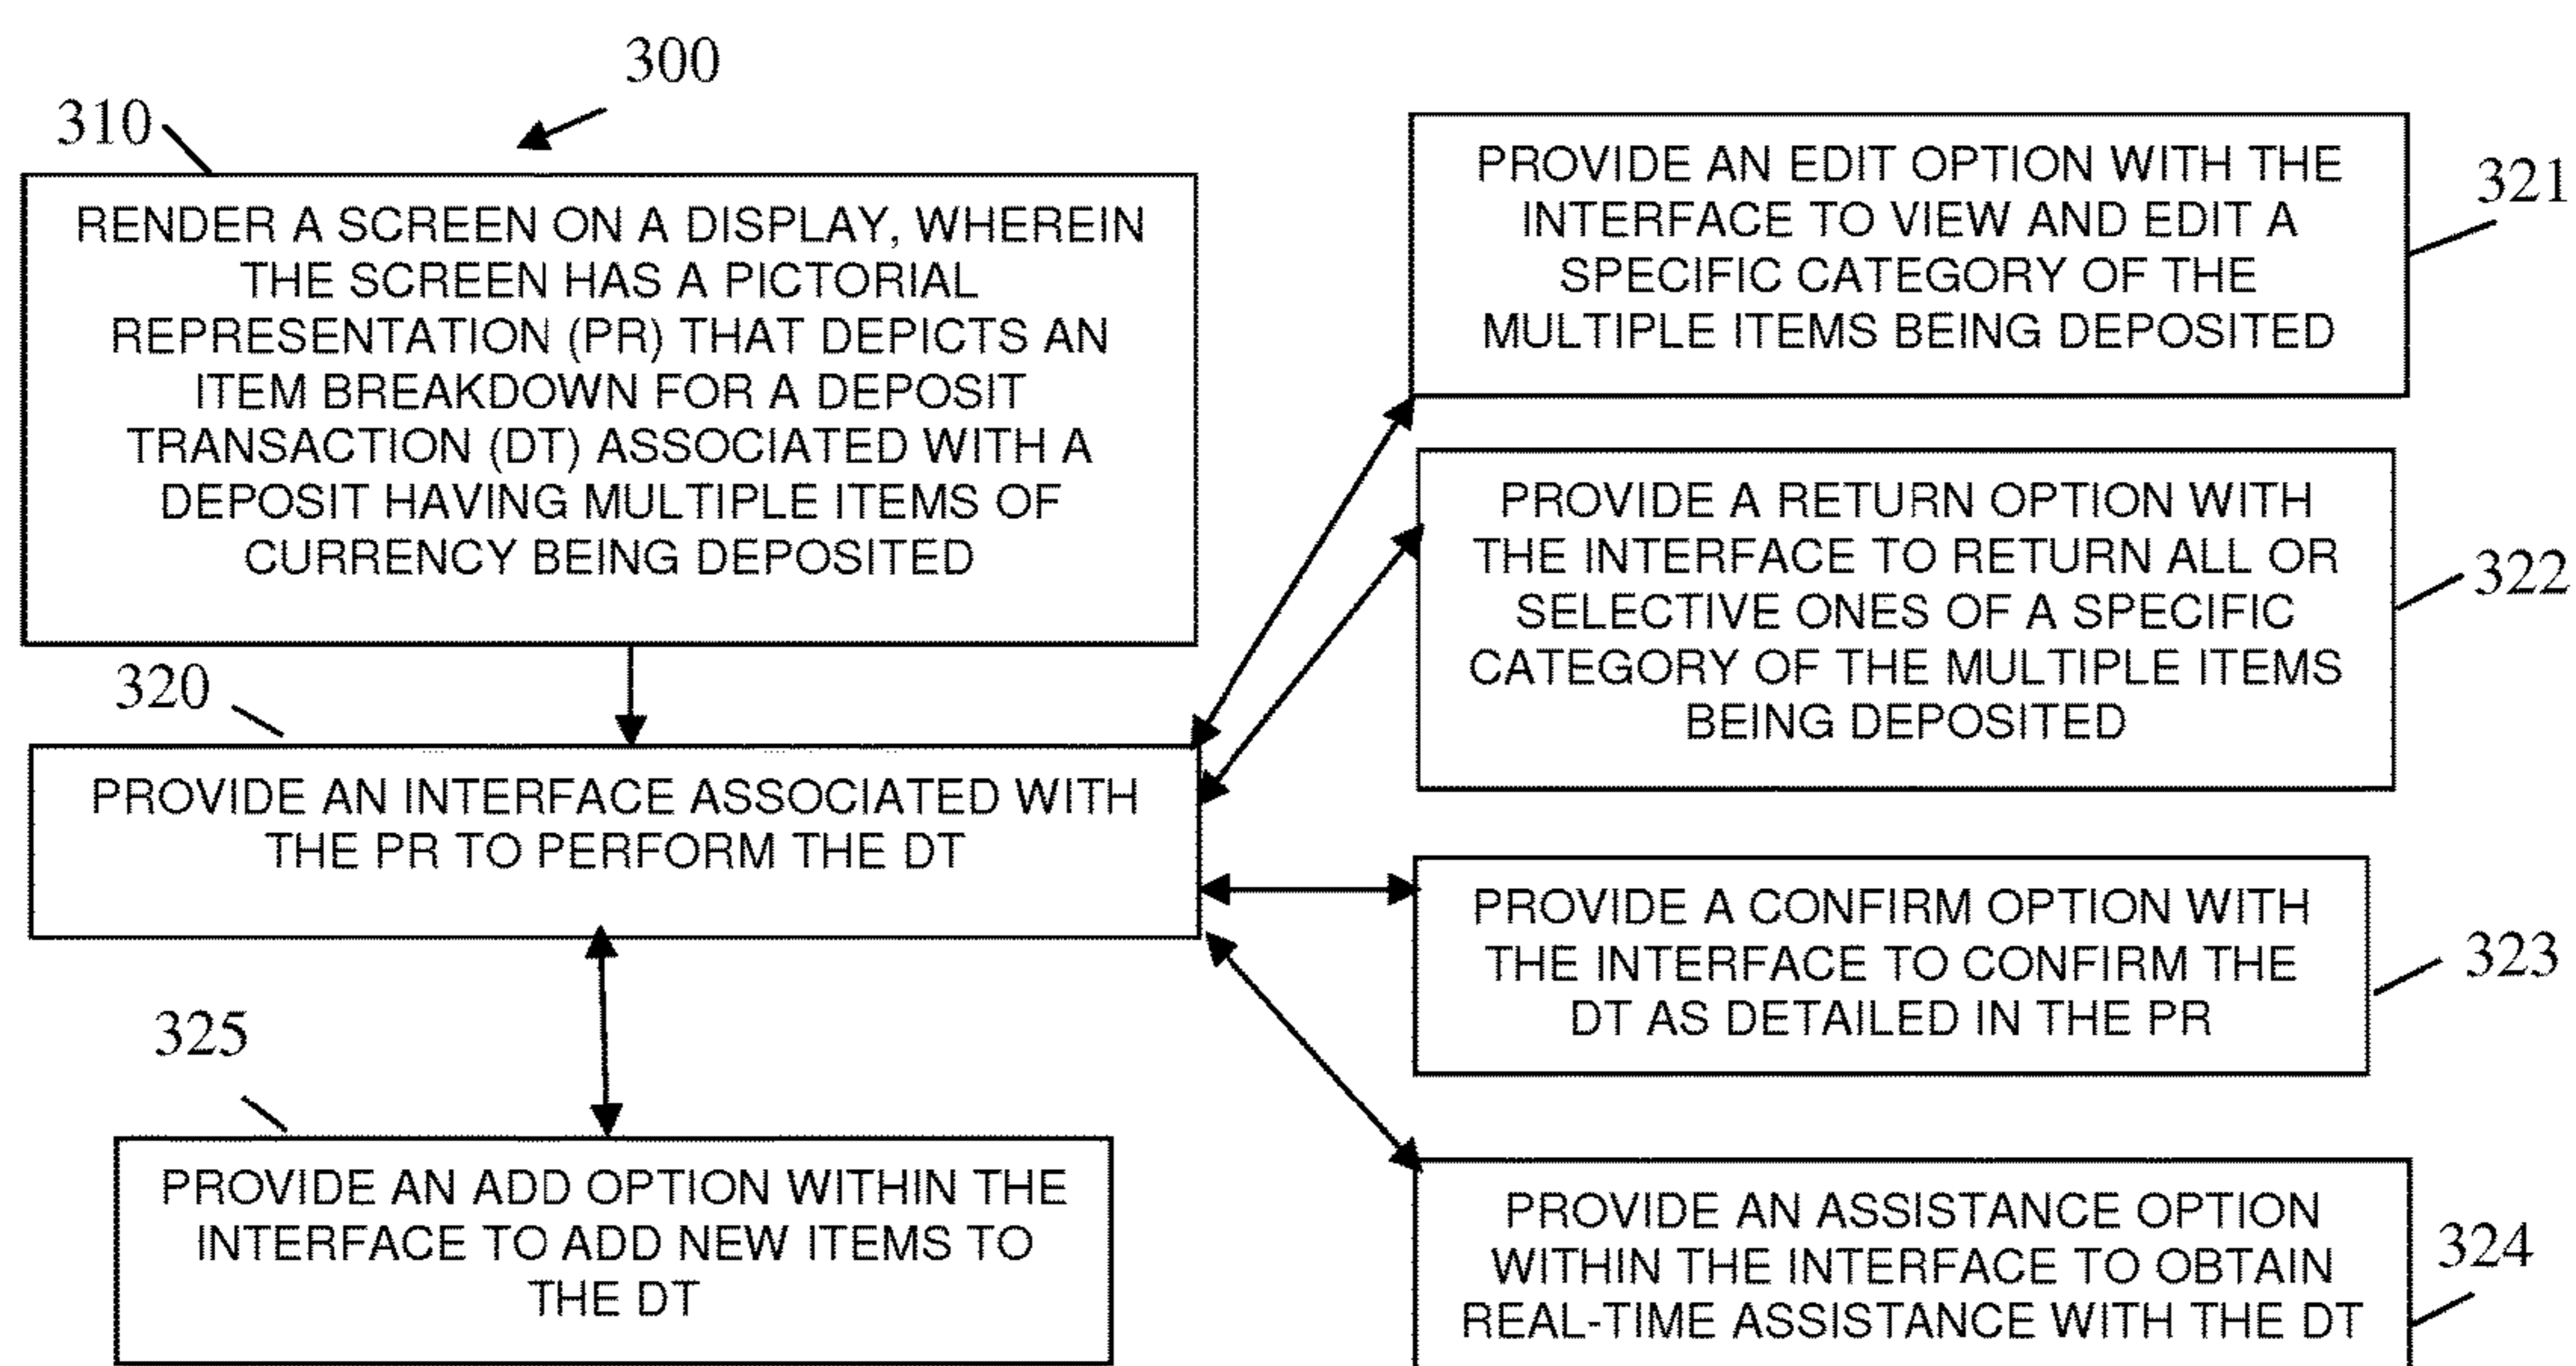 300
310
RENDER A SCREEN ON A DISPLAY, WHEREIN
THE SCREEN HAS A PICTORIAL
REPRESENTATION (PR) THAT DEPICTS AN
ITEM BREAKDOWN FOR A DEPOSIT
TRANSACTION (DT) ASSOCIATED WITH A
DEPOSIT HAVING MULTIPLE ITEMS OF
CURRENCY BEING DEPOSITED
320
PROVIDE AN INTERFACE ASSOCIATED WITH
THE PR TO PERFORM THE DT
321
PROVIDE AN EDIT OPTION WITH THE
INTERFACE TO VIEW AND EDIT A
SPECIFIC CATEGORY OF THE
MULTIPLE ITEMS BEING DEPOSITED
322
PROVIDE A RETURN OPTION WITH
THE INTERFACE TO RETURN ALL OR
SELECTIVE ONES OF A SPECIFIC
CATEGORY OF THE MULTIPLE ITEMS
BEING DEPOSITED
323
PROVIDE A CONFIRM OPTION WITH
THE INTERFACE TO CONFIRM THE
DT AS DETAILED IN THE PR
324
PROVIDE AN ASSISTANCE OPTION
WITHIN THE INTERFACE TO OBTAIN
REAL-TIME ASSISTANCE WITH THE DT
325
PROVIDE AN ADD OPTION WITHIN THE
INTERFACE TO ADD NEW ITEMS TO
THE DT